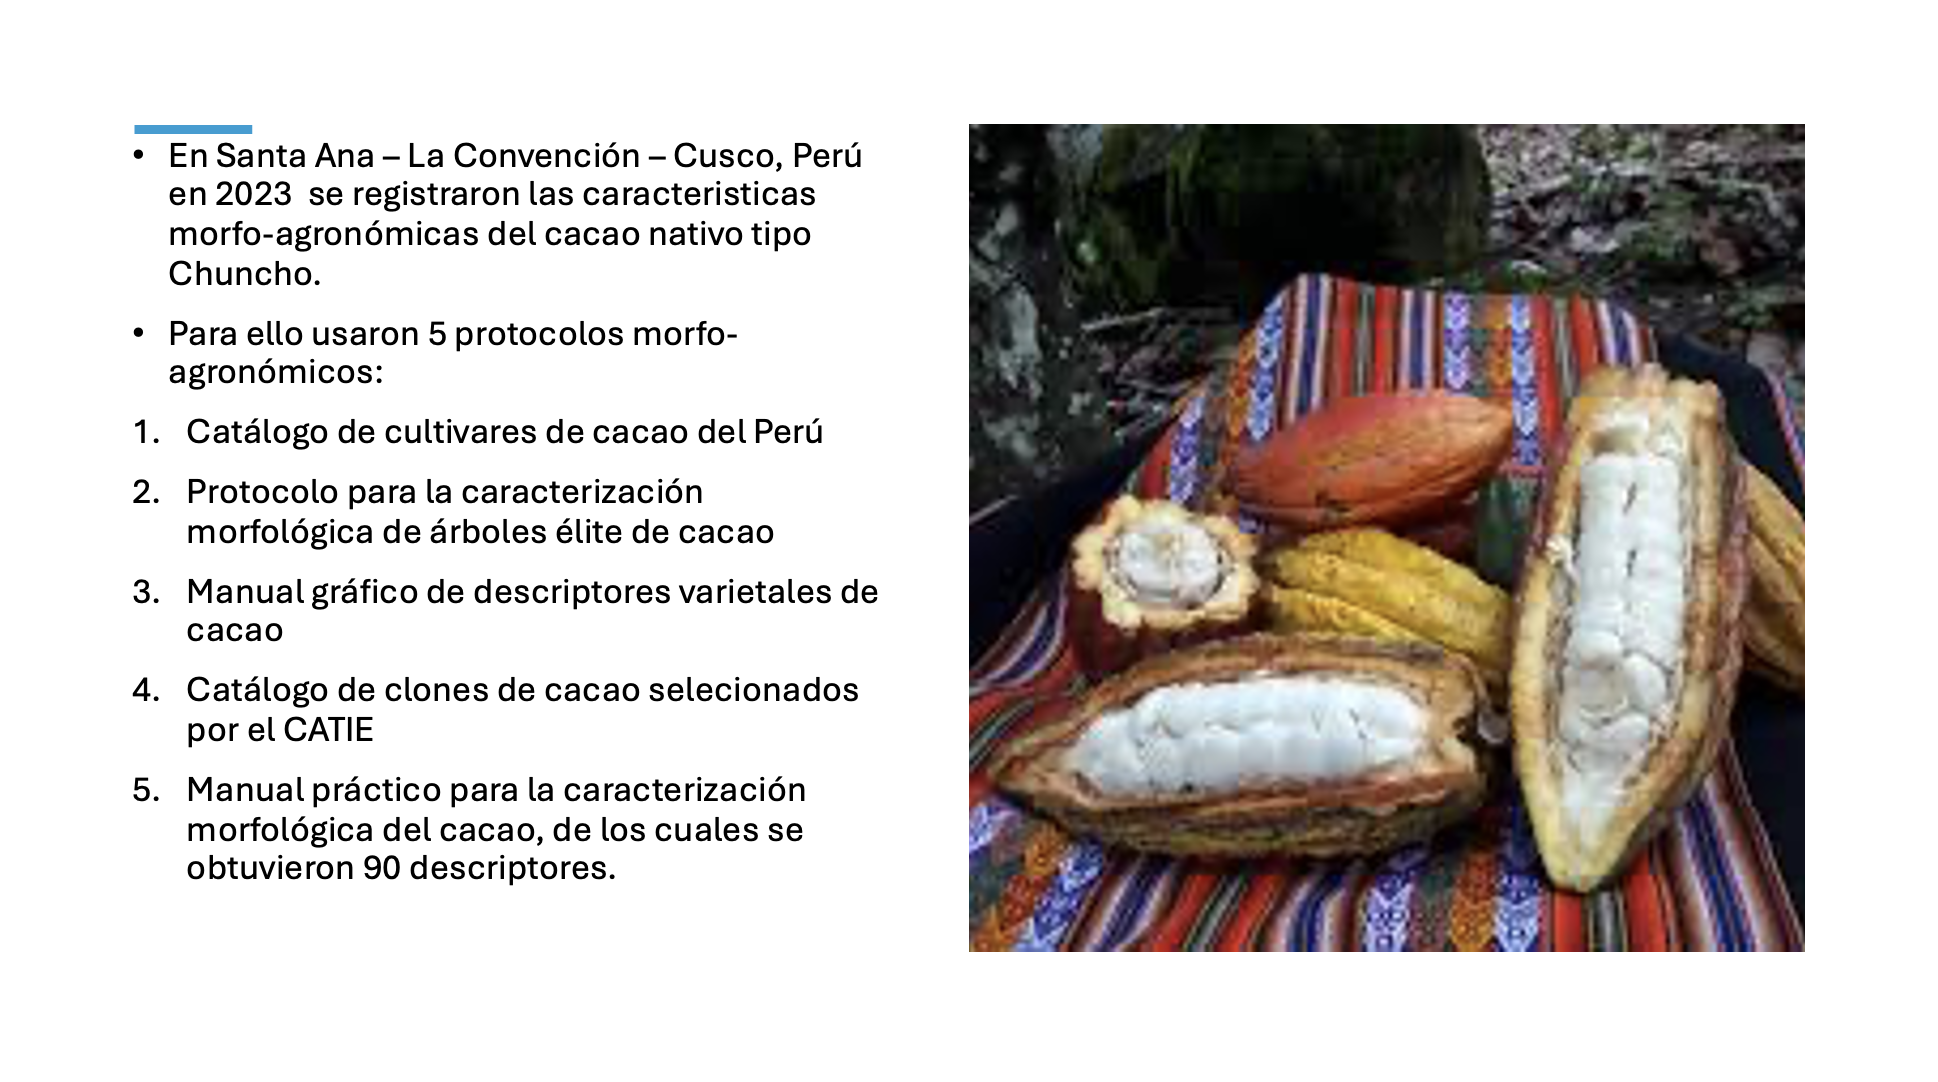 • En Santa Ana – La Convención – Cusco, Perú
en 2023  se registraron las caracteristicas
morfo-agronómicas del cacao nativo tipo
Chuncho.
• Para ello usaron 5 protocolos morfo-
agronómicos:
1. Catálogo de cultivares de cacao del Perú
2. Protocolo para la caracterización
morfológica de árboles élite de cacao
3. Manual gráfico de descriptores varietales de
cacao
4. Catálogo de clones de cacao selecionados
por el CATIE
5. Manual práctico para la caracterización
morfológica del cacao, de los cuales se
obtuvieron 90 descriptores.